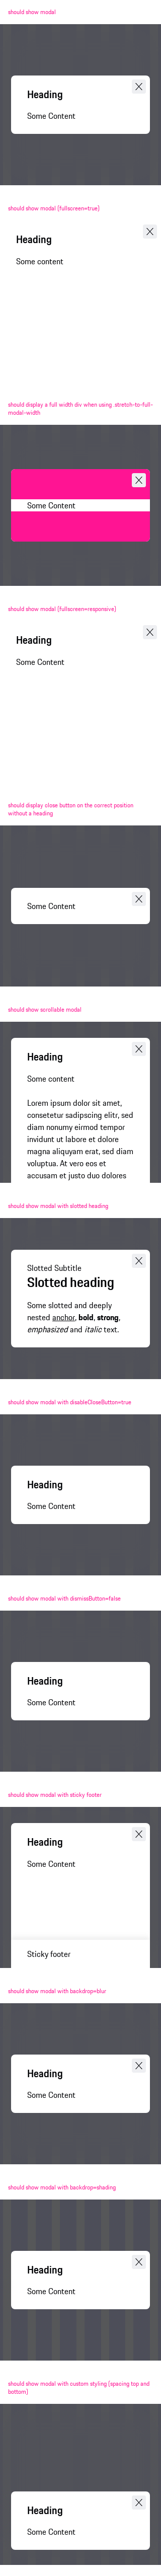 should show modal
Heading
Some Content
should show modal (fullscreen=true)
Heading
Some content
should display a full width div when using .stretch-to-full-
modal-width
Some Content
should show modal (fullscreen=responsive)
Heading
Some Content
should display close button on the correct position
without a heading
Some Content
should show scrollable modal
Heading
Some content
Lorem ipsum dolor sit amet,
consetetur sadipscing elitr, sed
diam nonumy eirmod tempor
invidunt ut labore et dolore
magna aliquyam erat, sed diam
voluptua. At vero eos et
accusam et justo duo dolores
should show modal with slotted heading
Slotted Subtitle
Slotted heading
Some slotted and deeply
nested anchor, bold, strong,
emphasized and italic text.
should show modal with disableCloseButton=true
Heading
Some Content
should show modal with dismissButton=false
Heading
Some Content
should show modal with sticky footer
Heading
Some Content
Sticky footer
should show modal with backdrop=blur
Heading
Some Content
should show modal with backdrop=shading
Heading
Some Content
should show modal with custom styling (spacing top and
bottom)
Heading
Some Content